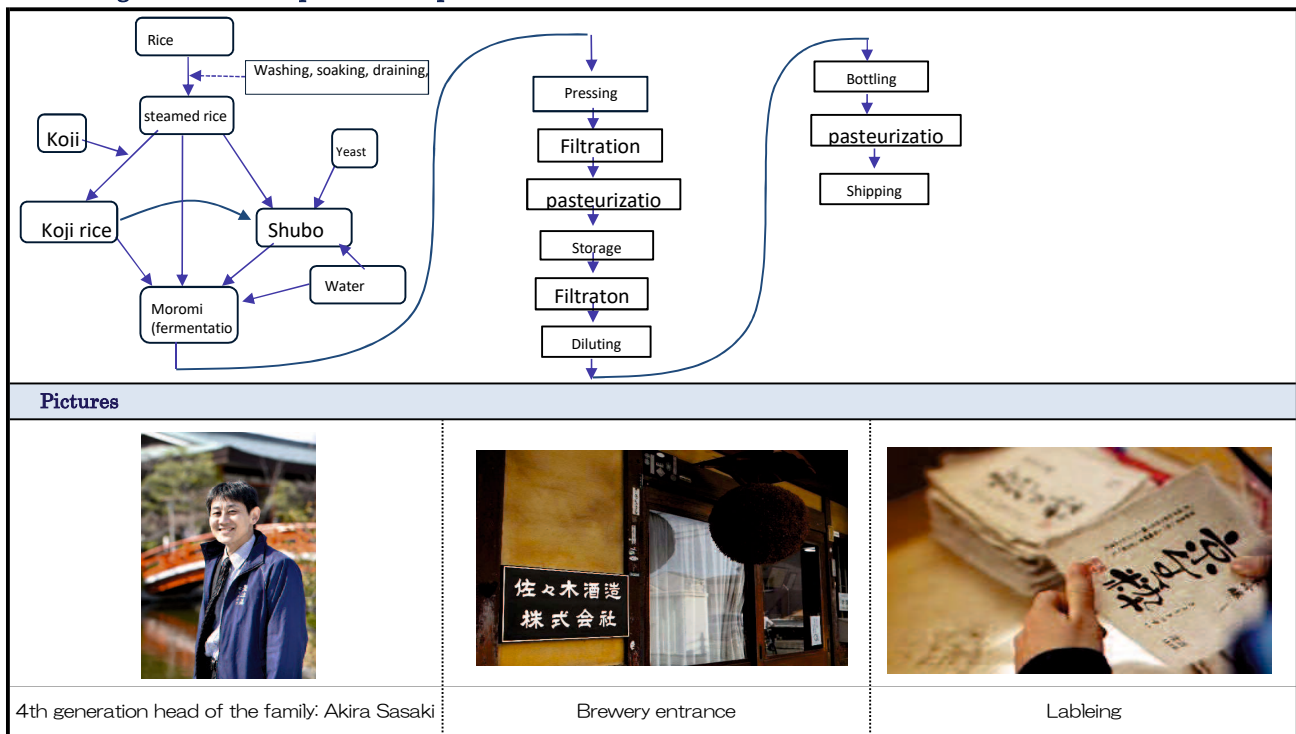 Rice
Washing, soaking, draining,
steamed rice
Koji
Yeast
Koji rice
Shubo
Water
Moromi
(fermentatio
Pressing
Filtration
pasteurizatio
Storage
Filtraton
Diluting
Bottling
pasteurizatio
Shipping
Pictures
佐々木酒造
株式会社
4th generation head of the family: Akira Sasaki
Brewery entrance
Lableing